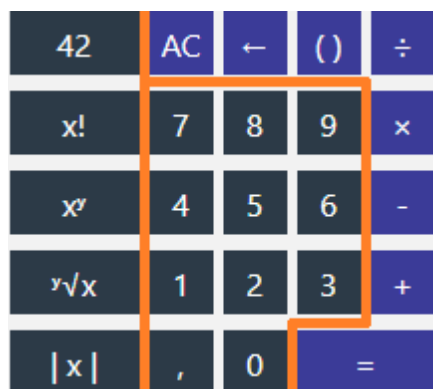 42 AC ← ( ) ÷
x! 7 8 9 ×
xʸ 4 5 6 -
ʸ√x 1 2 3 +
|x| , 0 =